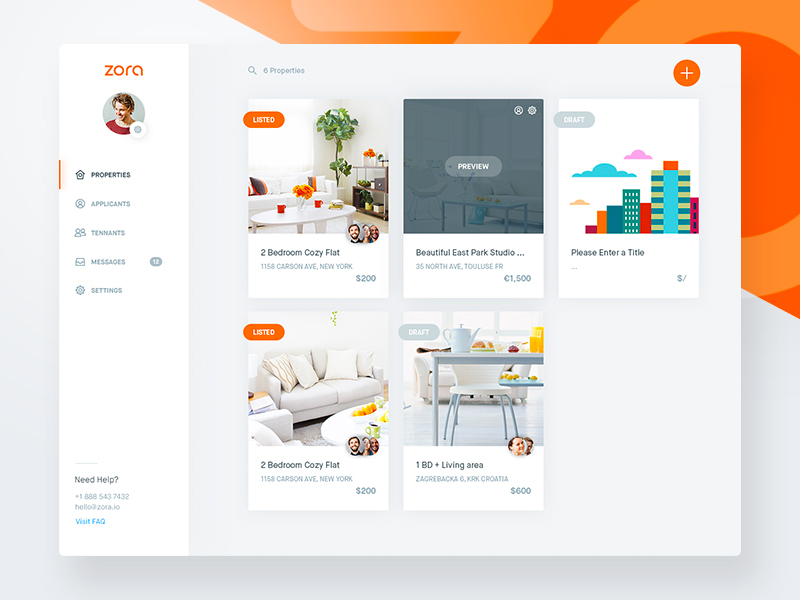 zora
6 Properties
PROPERTIES
APPLICANTS
TENNANTS
MESSAGES 12
SETTINGS
Need Help?
+1 888 543 7432
hello@zora.io
Visit FAQ
LISTED
2 Bedroom Cozy Flat
1158 CARSON AVE, NEW YORK
$200
PREVIEW
Beautiful East Park Studio ...
35 NORTH AVE, TOULUSE FR
€1,500
DRAFT
Please Enter a Title
...
$/
LISTED
2 Bedroom Cozy Flat
1158 CARSON AVE, NEW YORK
$200
DRAFT
1 BD + Living area
ZAGREBACKA 6, KRK CROATIA
$600